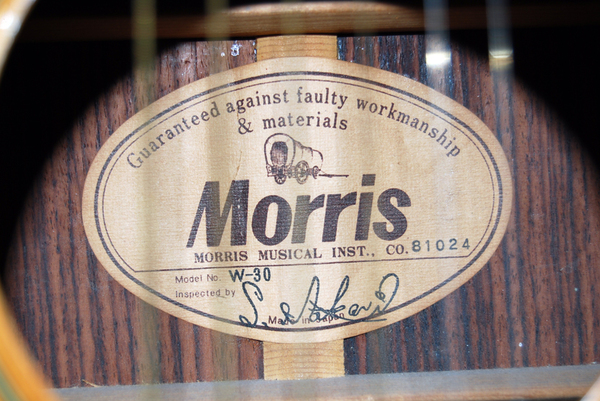 Guaranteed against faulty workmanship
& materials
Morris
MORRIS MUSICAL INST., CO. 81024
Model No. W-30
Inspected by
Made in Japan